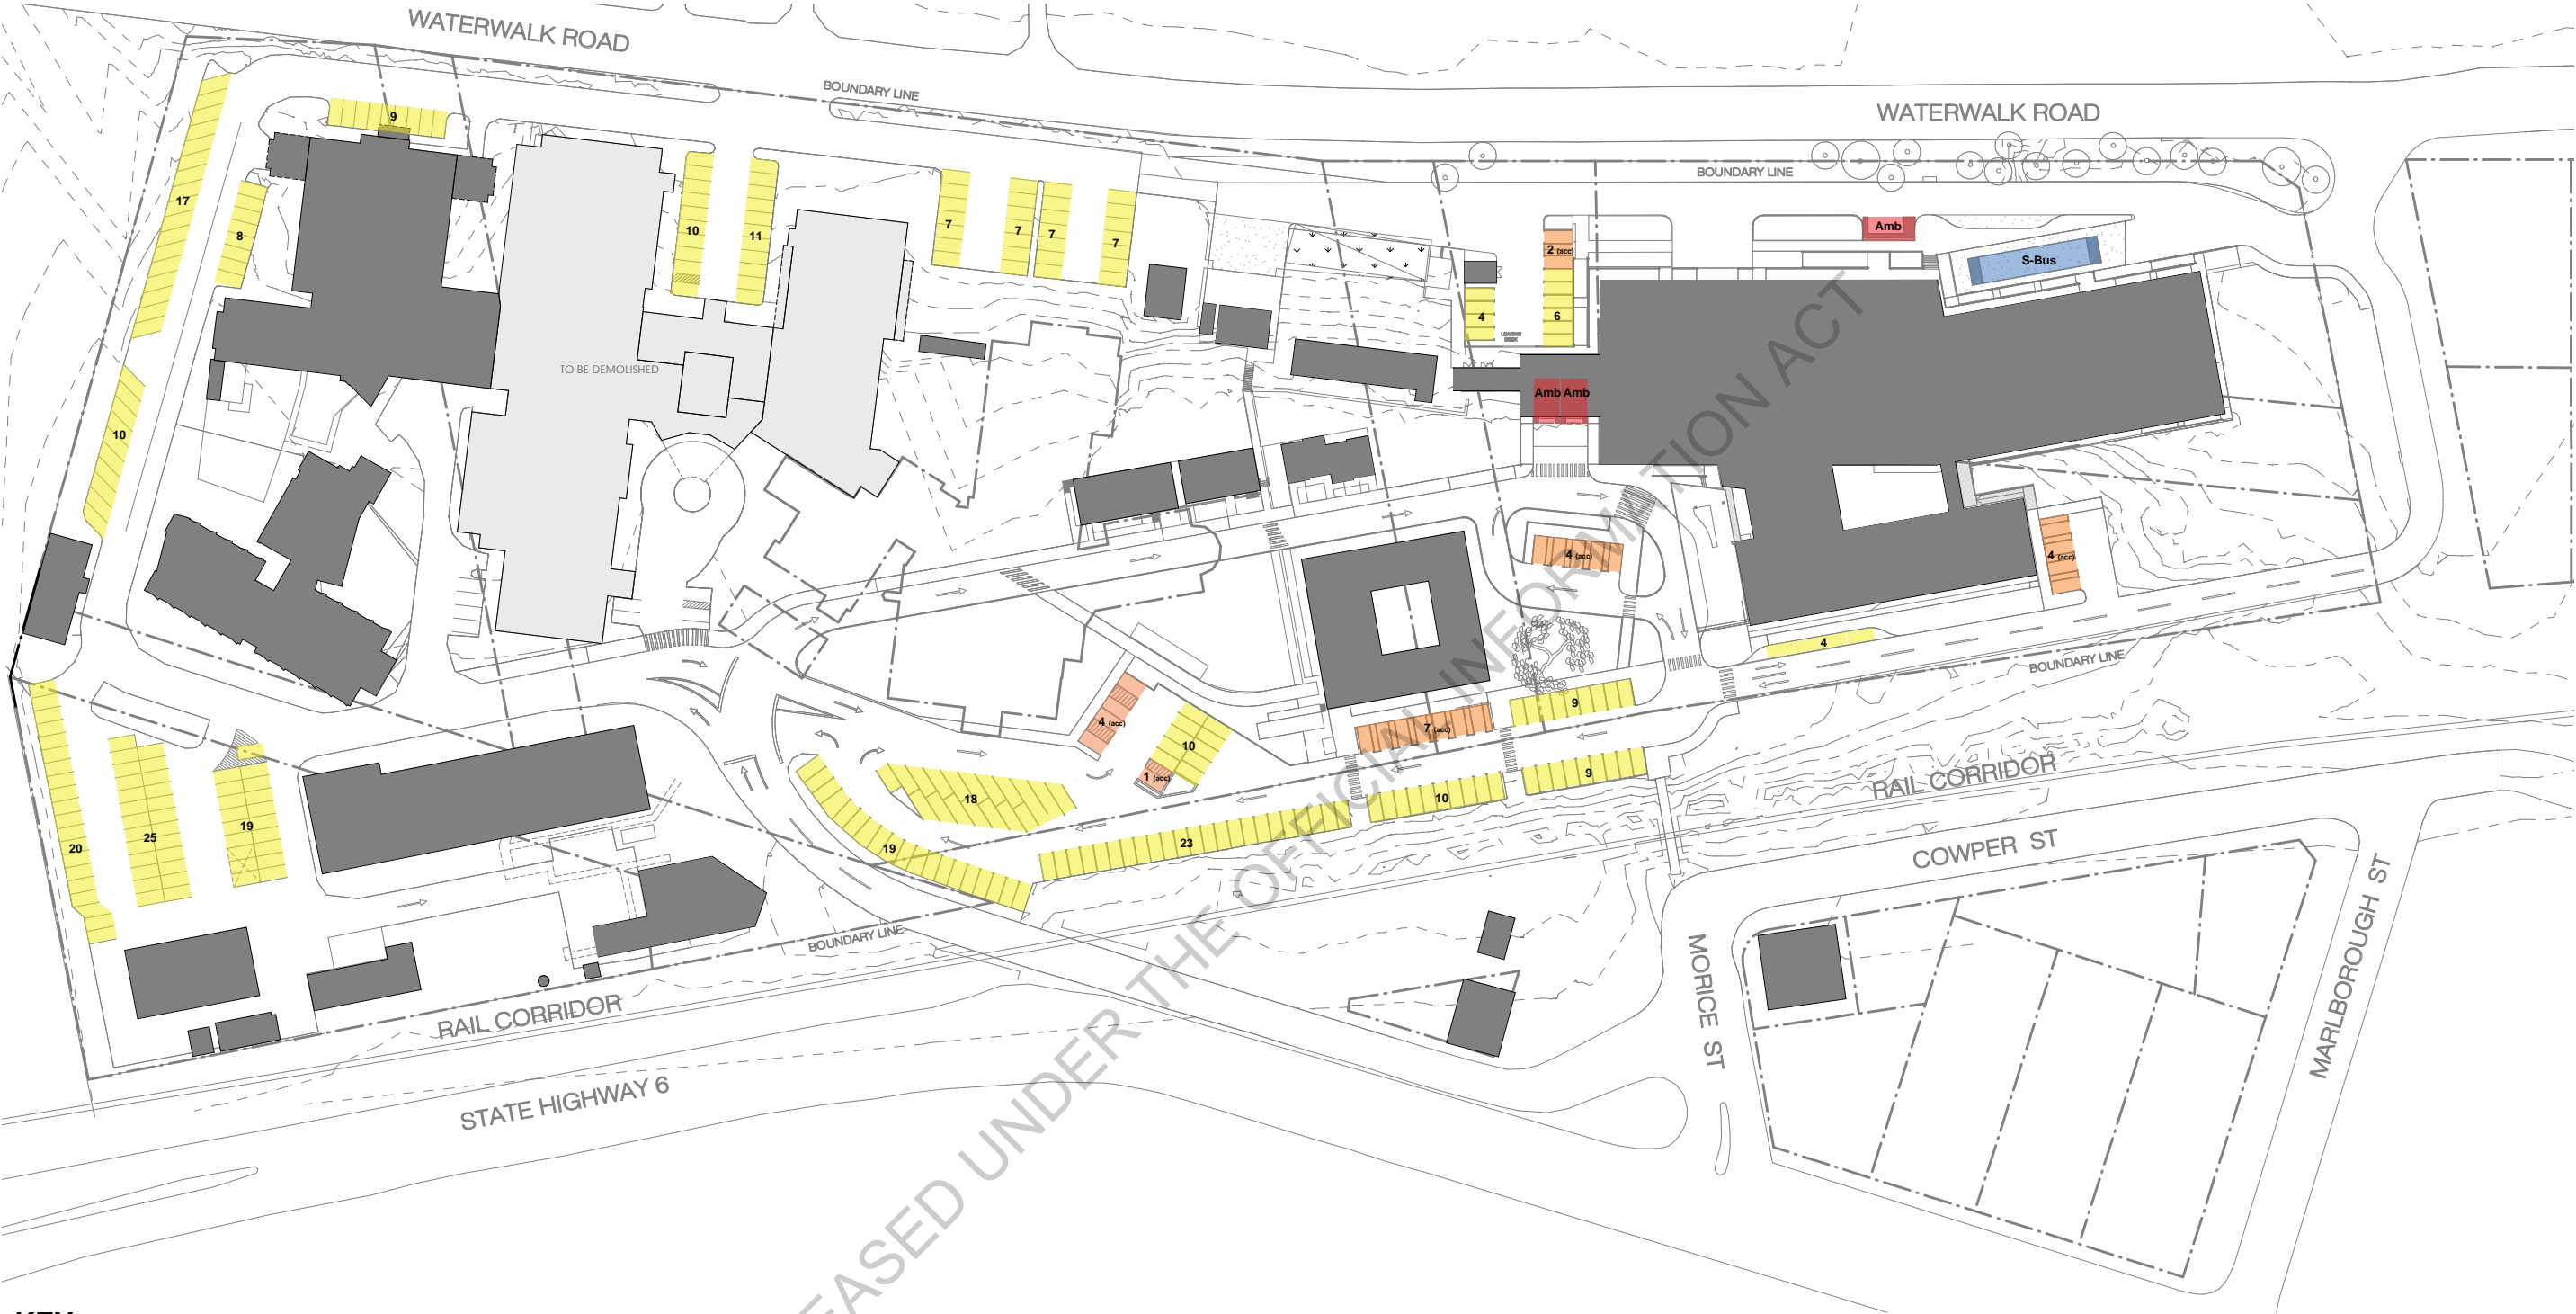 WATERWALK ROAD
BOUNDARY LINE
WATERWALK ROAD
BOUNDARY LINE
9
17
8
10
11
7
7
7
7
2 (acc)
Amb
S-Bus
4
6
LOADING
DOCK
TO BE DEMOLISHED
Amb
Amb
10
4 (acc)
4 (acc)
4
BOUNDARY LINE
4 (acc)
10
1 (acc)
7 (acc)
9
9
10
18
23
19
20
25
19
RAIL CORRIDOR
COWPER ST
BOUNDARY LINE
RAIL CORRIDOR
STATE HIGHWAY 6
MORICE ST
MARLBOROUGH ST
EASED UNDER THE OFFICIAL INFORMATION ACT